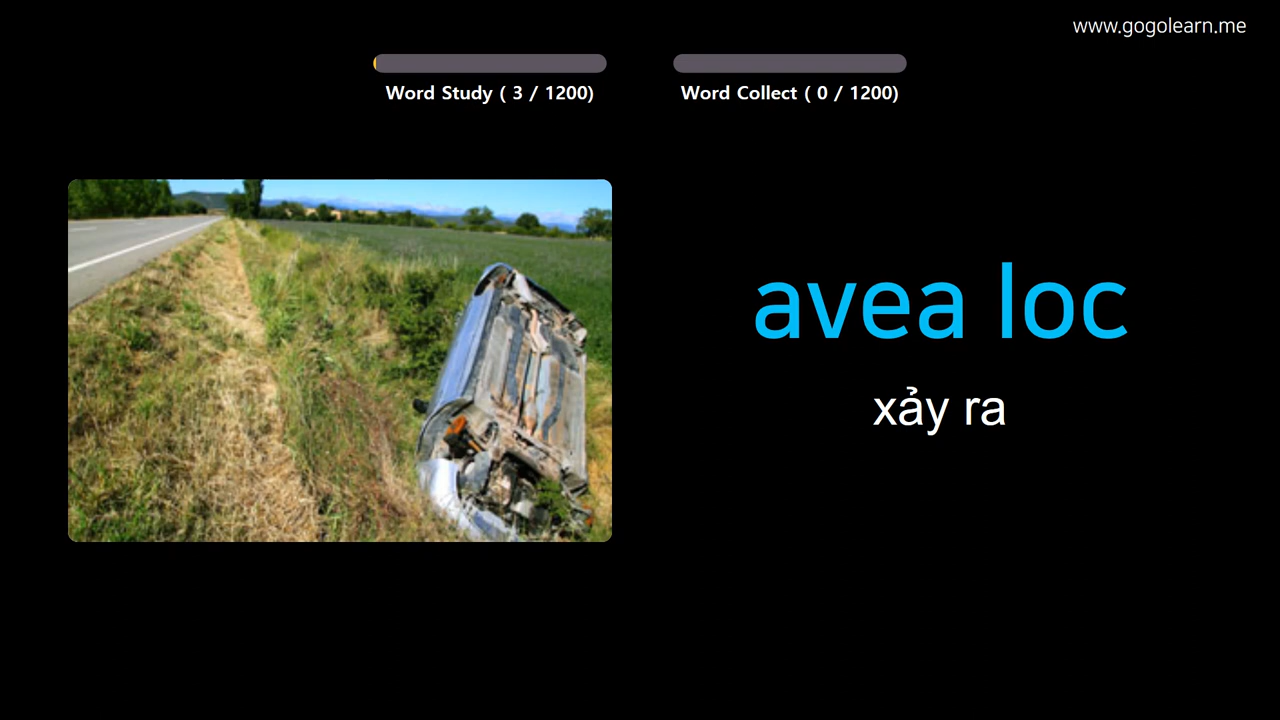 www.gogolearn.me
Word Study ( 3 / 1200)
Word Collect ( 0 / 1200)
avea loc
xảy ra